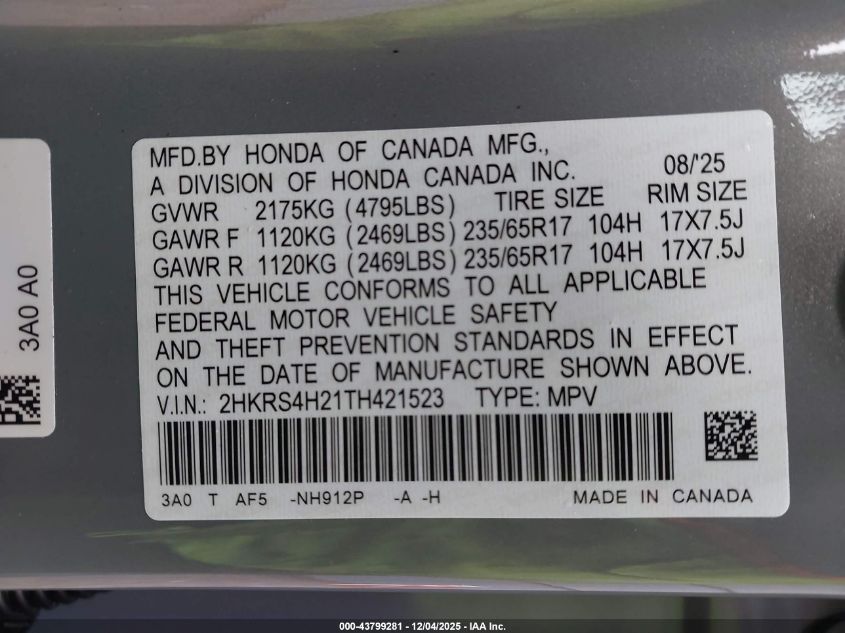 MFD.BY HONDA OF CANADA MFG.,
A DIVISION OF HONDA CANADA INC. 08/'25
GVWR 2175KG (4795LBS) TIRE SIZE RIM SIZE
GAWR F 1120KG (2469LBS) 235/65R17 104H 17X7.5J
GAWR R 1120KG (2469LBS) 235/65R17 104H 17X7.5J
THIS VEHICLE CONFORMS TO ALL APPLICABLE
FEDERAL MOTOR VEHICLE SAFETY
AND THEFT PREVENTION STANDARDS IN EFFECT
ON THE DATE OF MANUFACTURE SHOWN ABOVE.
V.I.N.: 2HKRS4H21TH421523 TYPE: MPV
3A0 T AF5 -NH912P -A -H MADE IN CANADA
3A0 A0
000-43799281 - 12/04/2025 - IAA Inc.